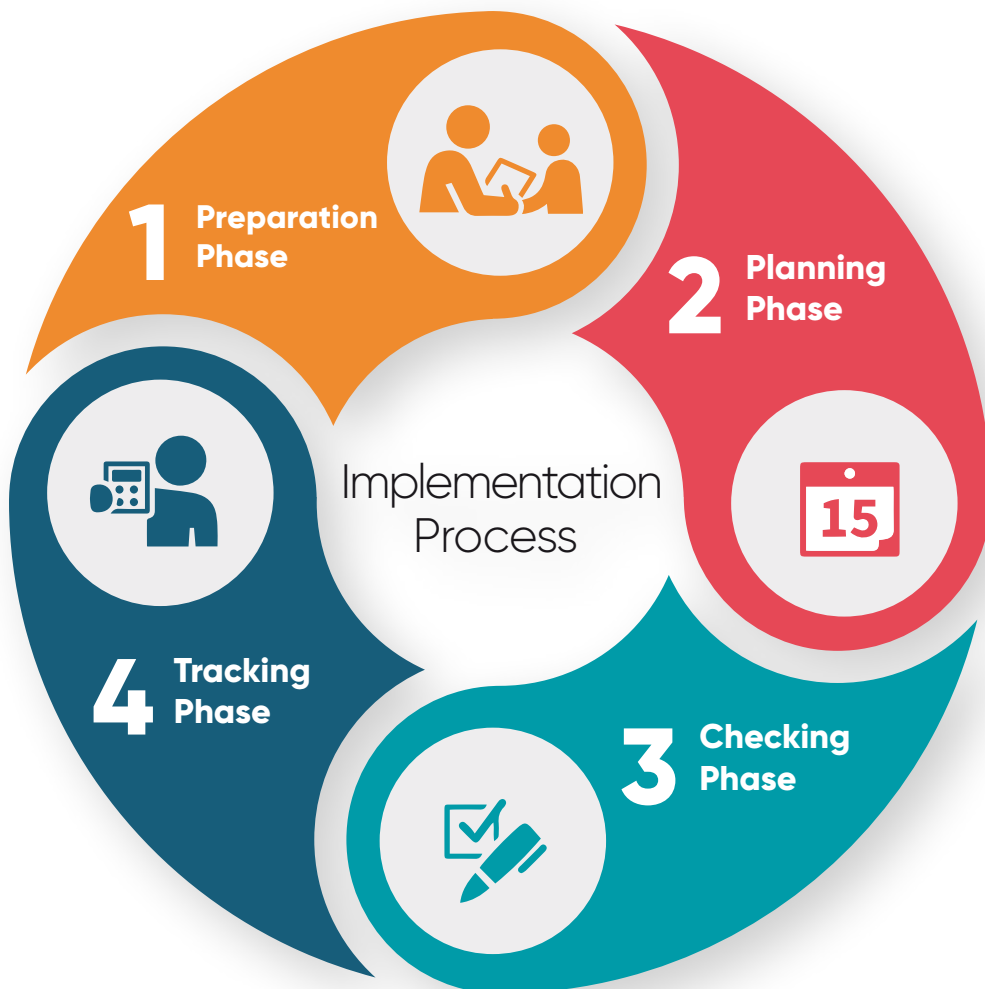 1
Preparation
Phase
2
Planning
Phase
15
Implementation
Process
3
Checking
Phase
4
Tracking
Phase